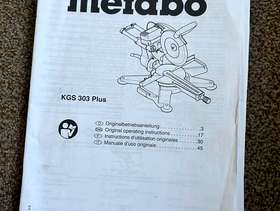 metabo
KGS 303 Plus
D Originalbetriebsanleitung ....3
Original operating instructions ....17
F Instructions d'utilisation originales ....30
I Manuale d'uso originale ....45